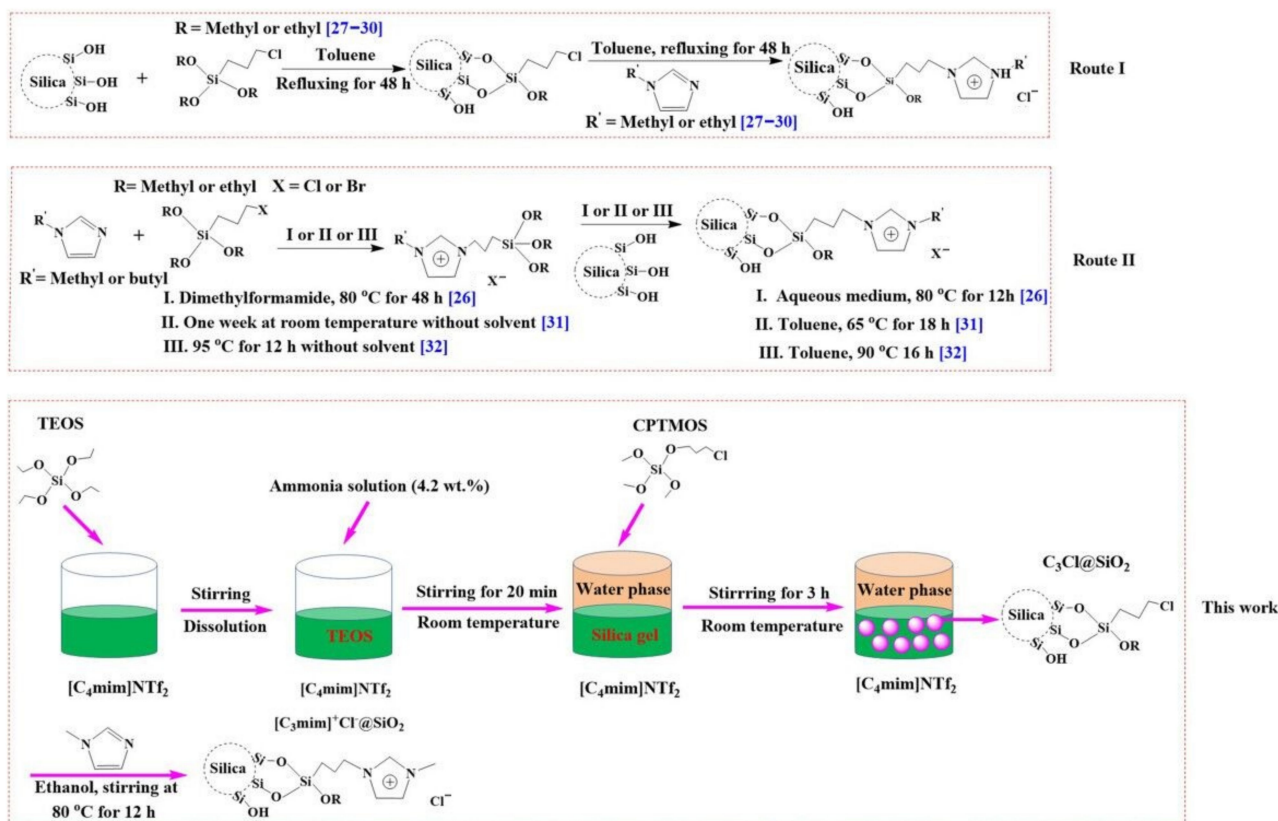 R = Methyl or ethyl [27−30]
OH
Si
Silica
Si−OH
Si
OH
+
Cl
RO
Si
RO
OR
Toluene
Refluxing for 48 h
Silica
Si−O
Si
Si
O
OR
Si
OH
Cl
Toluene, refluxing for 48 h
R'
N
N
R' = Methyl or ethyl [27−30]
Silica
Si−O
Si
Si
O
OR
Si
OH
N
NH
R'
+
Cl−
Route I
R= Methyl or ethyl X = Cl or Br
R'
N
N
+
X
RO
Si
OR
RO
R'= Methyl or butyl
I or II or III
R'
N
N
+
X−
OR
Si
OR
OR
I or II or III
OH
Si
Silica
Si−OH
Si
OH
Silica
Si−O
Si
Si
O
OR
Si
OH
N
N
R'
+
X−
Route II
I. Dimethylformamide, 80 °C for 48 h [26]
II. One week at room temperature without solvent [31]
III. 95 °C for 12 h without solvent [32]
I. Aqueous medium, 80 °C for 12h [26]
II. Toluene, 65 °C for 18 h [31]
III. Toluene, 90 °C 16 h [32]
TEOS
O
O
Si
O
O
Ammonia solution (4.2 wt.%)
CPTMOS
O
O
Cl
Si
O
O
Stirring
Dissolution
TEOS
Stirring for 20 min
Room temperature
Water phase
Silica gel
Stirrring for 3 h
Room temperature
Water phase
C3Cl@SiO2
Silica
Si−O
Si
Si
O
OR
Si
OH
Cl
This work
[C4mim]NTf2
[C4mim]NTf2
[C4mim]NTf2
[C4mim]NTf2
[C3mim]+Cl-@SiO2
N
N
Ethanol, stirring at
80 °C for 12 h
Silica
Si−O
Si
Si
O
OR
Si
OH
N
N
+
Cl−